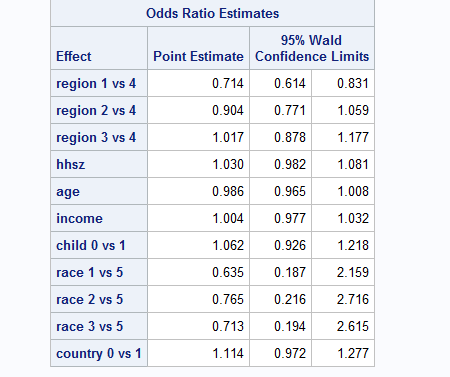 Odds Ratio Estimates
Effect Point Estimate 95% Wald Confidence Limits
region 1 vs 4 0.714 0.614 0.831
region 2 vs 4 0.904 0.771 1.059
region 3 vs 4 1.017 0.878 1.177
hhsz 1.030 0.982 1.081
age 0.986 0.965 1.008
income 1.004 0.977 1.032
child 0 vs 1 1.062 0.926 1.218
race 1 vs 5 0.635 0.187 2.159
race 2 vs 5 0.765 0.216 2.716
race 3 vs 5 0.713 0.194 2.615
country 0 vs 1 1.114 0.972 1.277